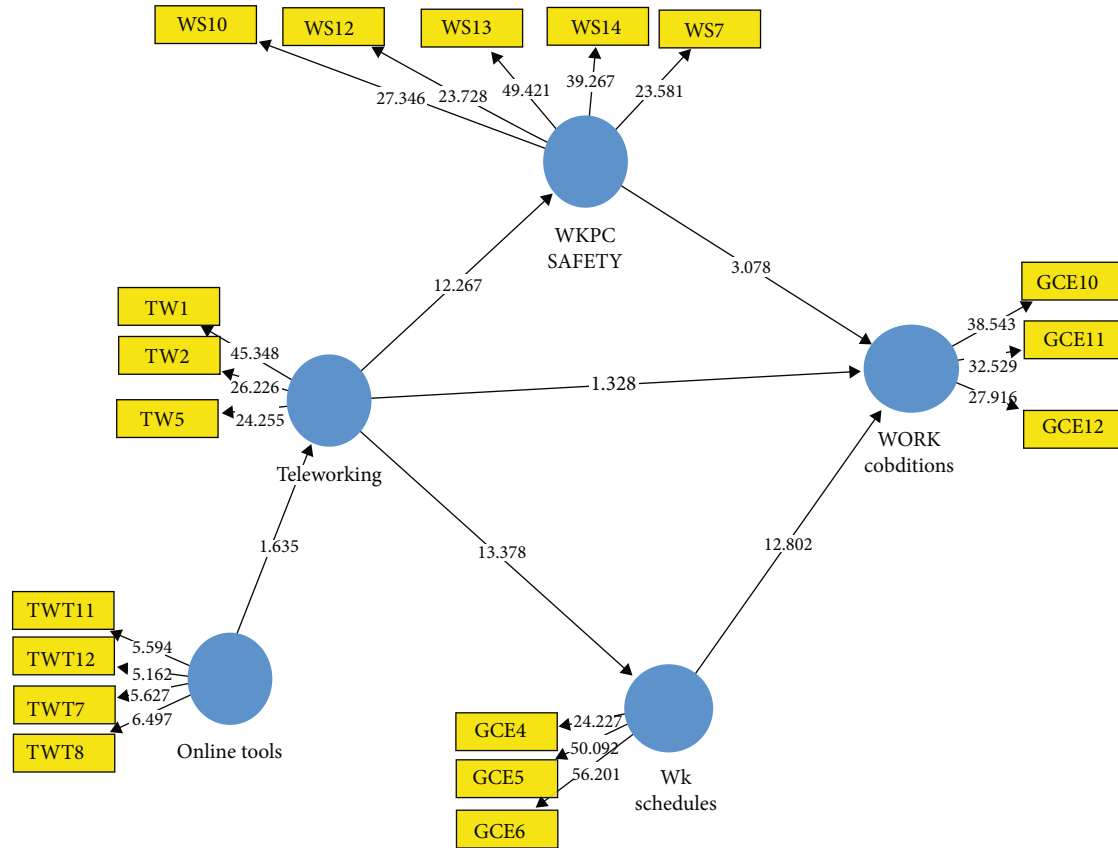 WS10
WS12
WS13
WS14
WS7
27.346
23.728
49.421
39.267
23.581
WKPC
SAFETY
12.267
3.078
TW1
TW2
TW5
45.348
26.226
24.255
Teleworking
1.328
GCE10
GCE11
GCE12
38.543
32.529
27.916
WORK
cobditions
1.635
13.378
12.802
TWT11
TWT12
TWT7
TWT8
5.594
5.162
5.627
6.497
Online tools
GCE4
GCE5
GCE6
24.227
50.092
56.201
Wk
schedules